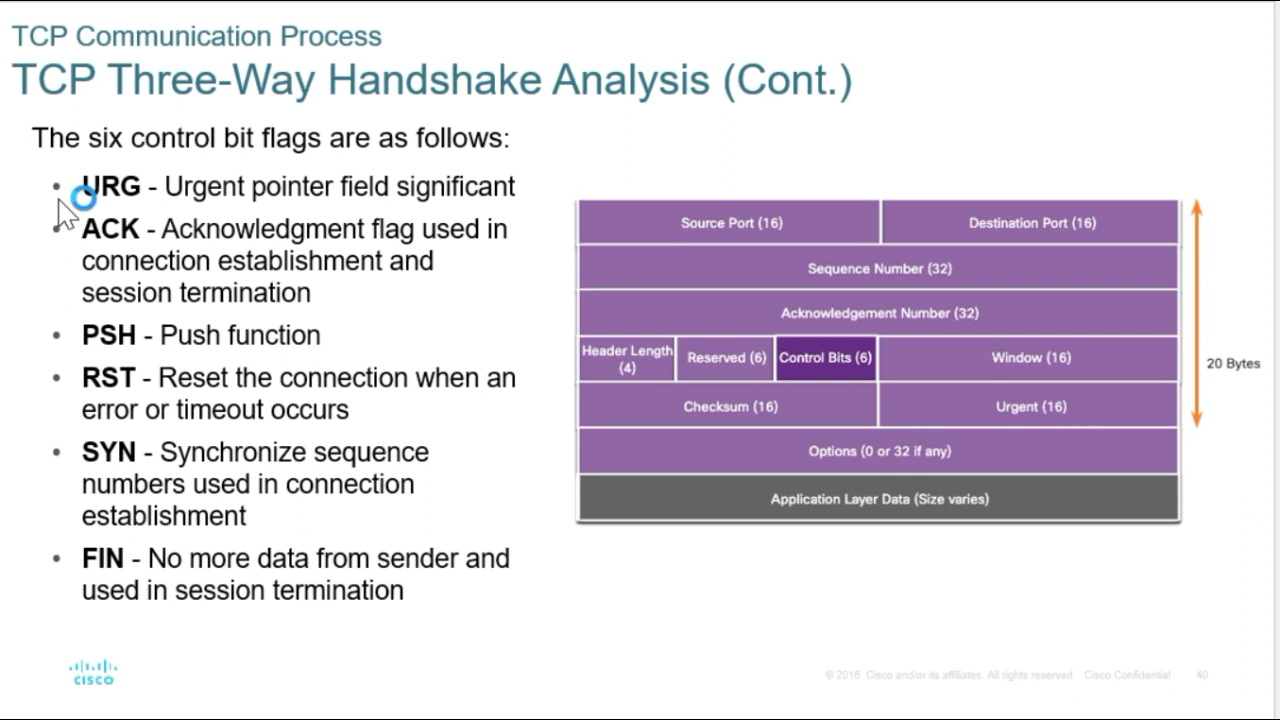 TCP Communication Process
TCP Three-Way Handshake Analysis (Cont.)
The six control bit flags are as follows:
• URG - Urgent pointer field significant
• ACK - Acknowledgment flag used in
connection establishment and
session termination
• PSH - Push function
• RST - Reset the connection when an
error or timeout occurs
• SYN - Synchronize sequence
numbers used in connection
establishment
• FIN - No more data from sender and
used in session termination
Source Port (16)
Destination Port (16)
Sequence Number (32)
Acknowledgement Number (32)
Header Length
(4)
Reserved (6)
Control Bits (6)
Window (16)
Checksum (16)
Urgent (16)
Options (0 or 32 if any)
Application Layer Data (Size varies)
20 Bytes
CISCO
© 2016 Cisco and/or its affiliates. All rights reserved. Cisco Confidential
40